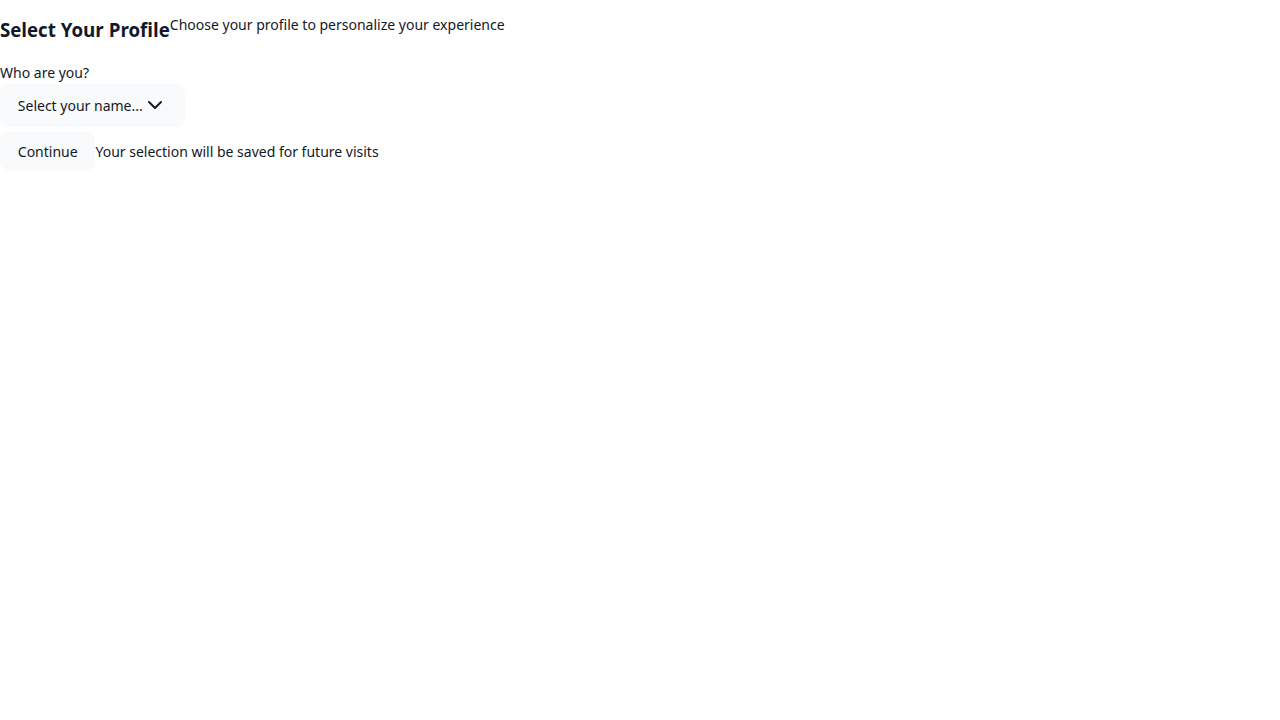 Select Your Profile Choose your profile to personalize your experience
Who are you?
Select your name...
Continue Your selection will be saved for future visits